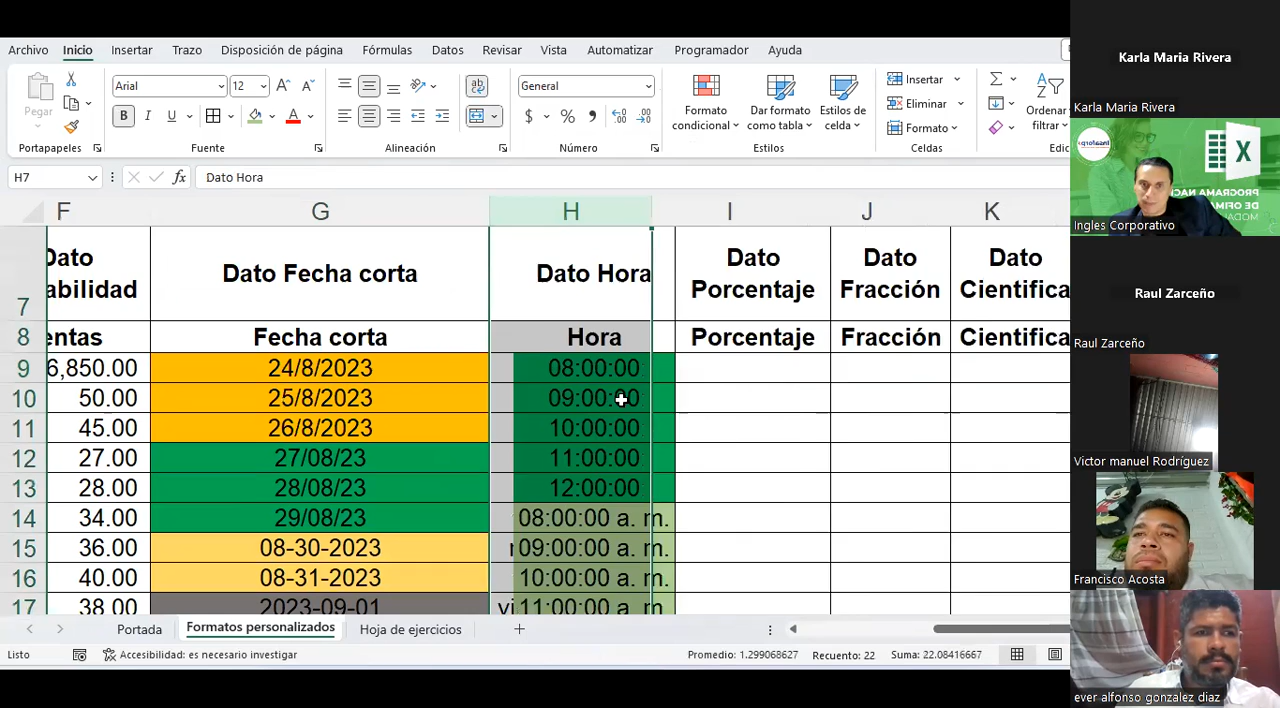 Archivo Inicio Insertar Trazo Disposición de página Fórmulas Datos Revisar Vista Automatizar Programador Ayuda
Pegar
Portapapeles
Arial 12
Fuente
Alineación
General
Número
Formato condicional
Dar formato como tabla
Estilos de celda
Estilos
Insertar
Eliminar
Formato
Celdas
Ordenar
filtrar
Edic
H7 fx Dato Hora
F G H I J K
7 Dato Dato Fecha corta Dato Hora Dato Porcentaje Dato Fracción Dato Cientifica
abilidad
8 entas Fecha corta Hora Porcentaje Fracción Cientifica
9 6,850.00 24/8/2023 08:00:00
10 50.00 25/8/2023 09:00:00
11 45.00 26/8/2023 10:00:00
12 27.00 27/08/23 11:00:00
13 28.00 28/08/23 12:00:00
14 34.00 29/08/23 08:00:00 a. m.
15 36.00 08-30-2023 09:00:00 a. m.
16 40.00 08-31-2023 10:00:00 a. m.
17 38.00 2023-09-01 vi 11:00:00 a. m.
Portada Formatos personalizados Hoja de ejercicios
Listo Accesibilidad: es necesario investigar Promedio: 1.299068627 Recuento: 22 Suma: 22.08416667
Karla Maria Rivera
Karla Maria Rivera
Ingles Corporativo
Raul Zarceño
Raul Zarceño
Victor manuel Rodríguez
Francisco Acosta
ever alfonso gonzalez diaz